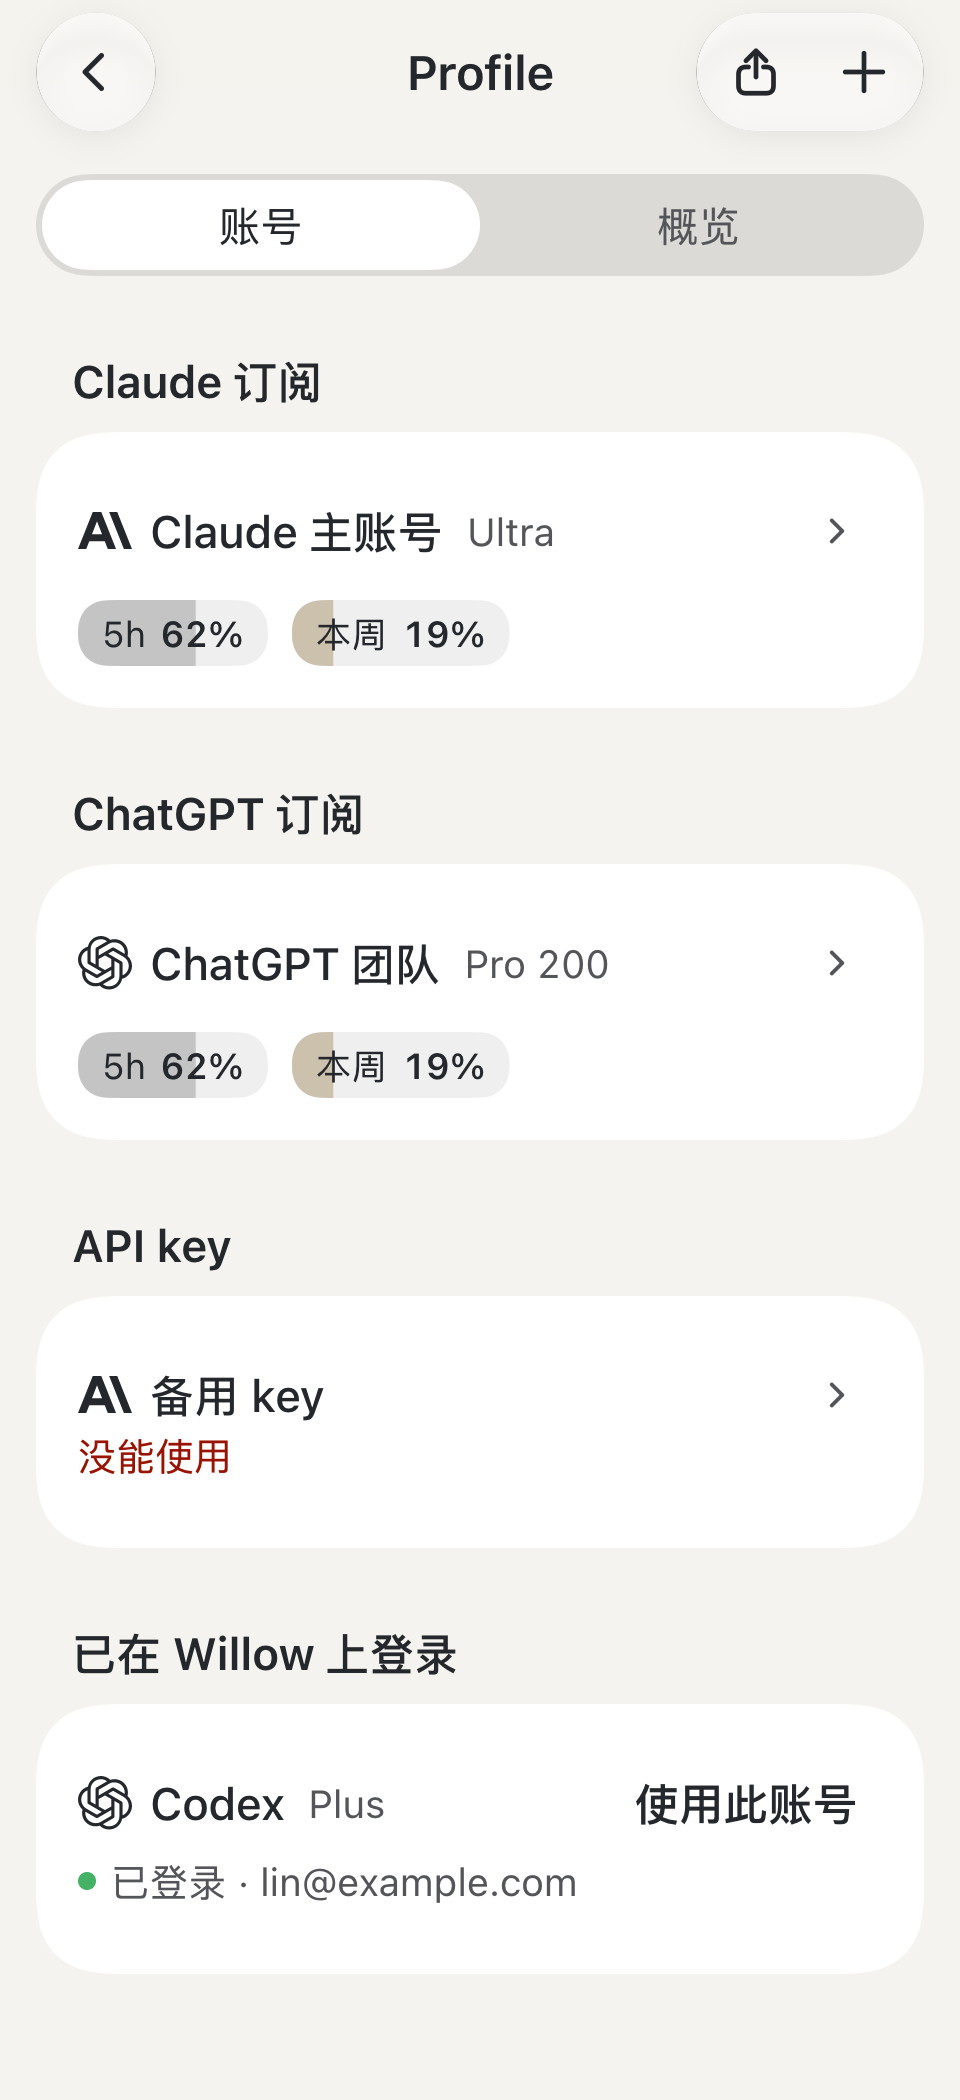 Profile
账号 概览
Claude 订阅
Claude 主账号 Ultra
5h 62% 本周 19%
ChatGPT 订阅
ChatGPT 团队 Pro 200
5h 62% 本周 19%
API key
备用 key
没能使用
已在 Willow 上登录
Codex Plus 使用此账号
已登录 · lin@example.com